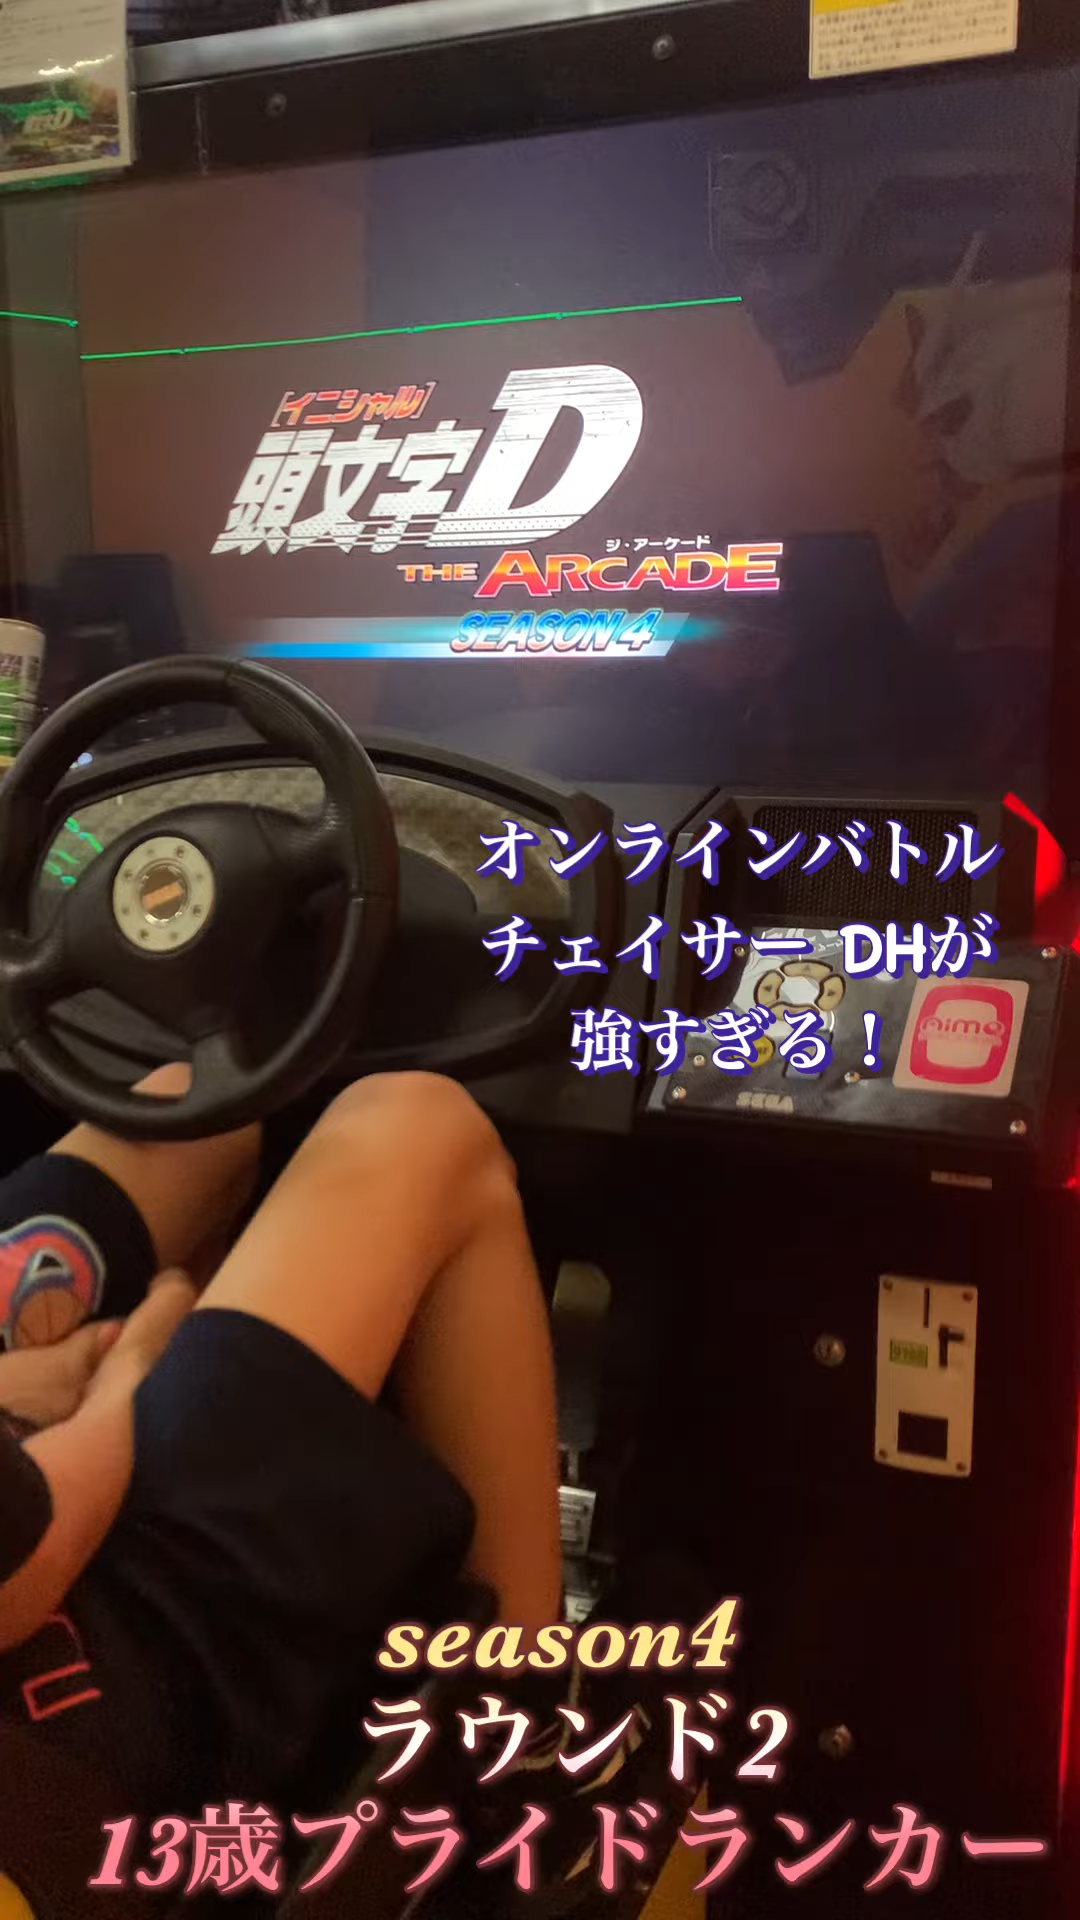 [イニシャル]
頭文字D
ジ・アーケード
THE ARCADE
SEASON 4
オンラインバトル
チェイサー DHが
強すぎる！
aime
SEGA
season4
ラウンド2
13歳プライドランカー